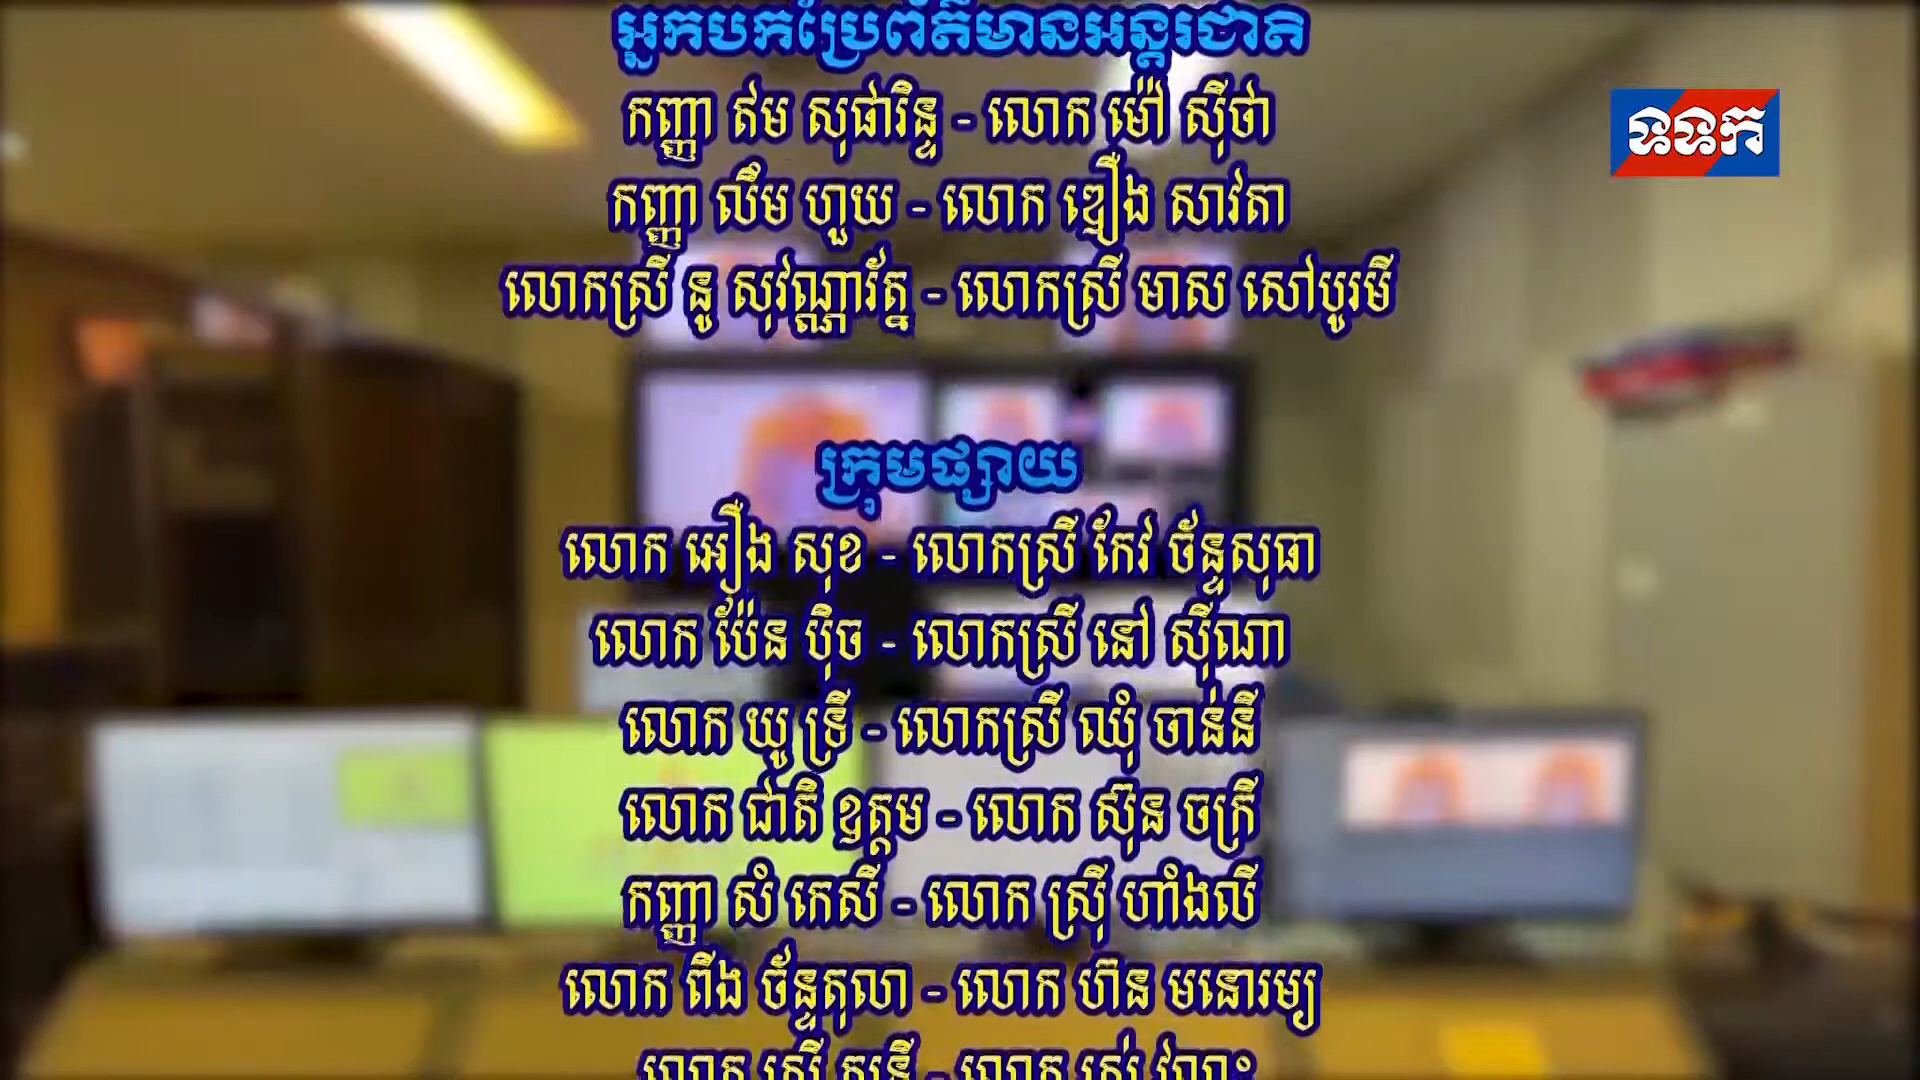 អ្នកបកប្រែព័ត៌មានអន្តរជាតិ
កញ្ញា ឥម សុផារិន្ទ - លោក ម៉ៅ ស៊ីថា
ទទក
កញ្ញា លឹម ហួយ - លោក ឌឿង សាវតា
លោកស្រី នូ សុវណ្ណារ័ត្ន - លោកស្រី មាស សៅបូរមី
ក្រុមផ្សាយ
លោក អឿង សុខ - លោកស្រី កែវ ច័ន្ទសុធា
លោក ប៉ែន ប៉ិច - លោកស្រី នៅ ស៊ីណា
លោក យូ ទ្រី - លោកស្រី ឈុំ ចាន់នី
លោក ជាតិ ឧត្តម - លោក ស៊ុន ចក្រី
កញ្ញា សំ កេសី - លោក ស្រ៊ី ហាំងលី
លោក ពីង ច័ន្ទតុលា - លោក ហ៊ន មនោរម្យ